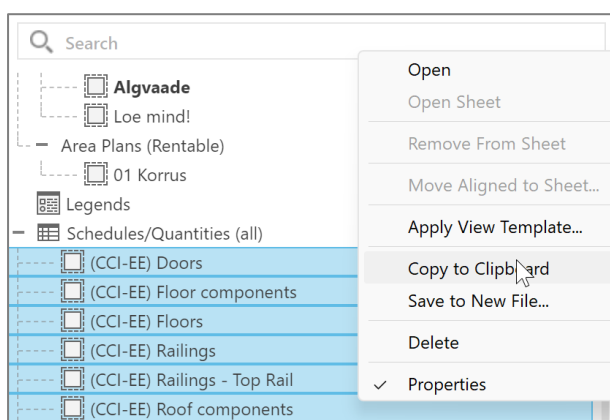 Search
Algvaade
Loe mind!
Area Plans (Rentable)
01 Korrus
Legends
Schedules/Quantities (all)
(CCI-EE) Doors
(CCI-EE) Floor components
(CCI-EE) Floors
(CCI-EE) Railings
(CCI-EE) Railings - Top Rail
(CCI-EE) Roof components
Open
Open Sheet
Remove From Sheet
Move Aligned to Sheet...
Apply View Template...
Copy to Clipboard
Save to New File...
Delete
Properties